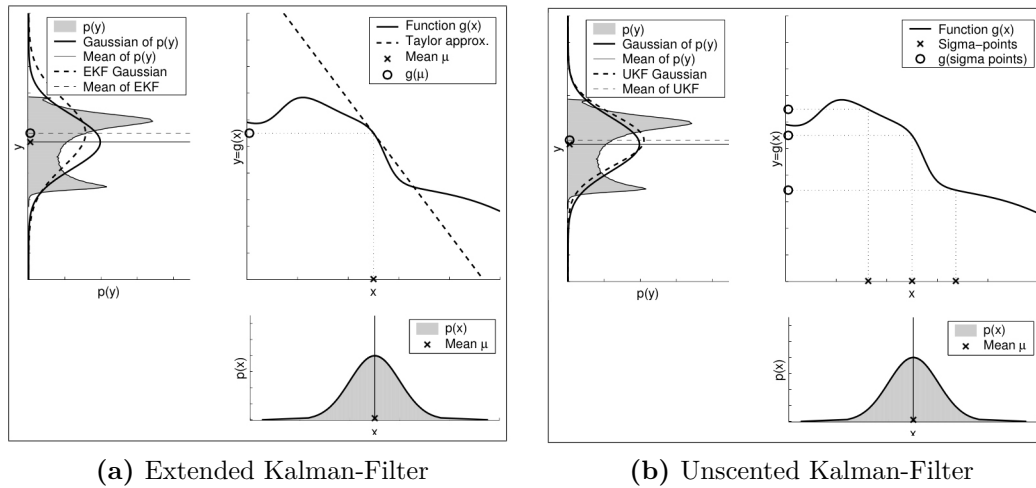 p(y)
Gaussian of p(y)
Mean of p(y)
EKF Gaussian
Mean of EKF
y
p(y)
Function g(x)
Taylor approx.
Mean μ
g(μ)
y=g(x)
x
p(x)
Mean μ
p(x)
x
(a) Extended Kalman-Filter
p(y)
Gaussian of p(y)
Mean of p(y)
UKF Gaussian
Mean of UKF
y
p(y)
Function g(x)
Sigma-points
g(sigma points)
y=g(x)
x
p(x)
Mean μ
p(x)
x
(b) Unscented Kalman-Filter